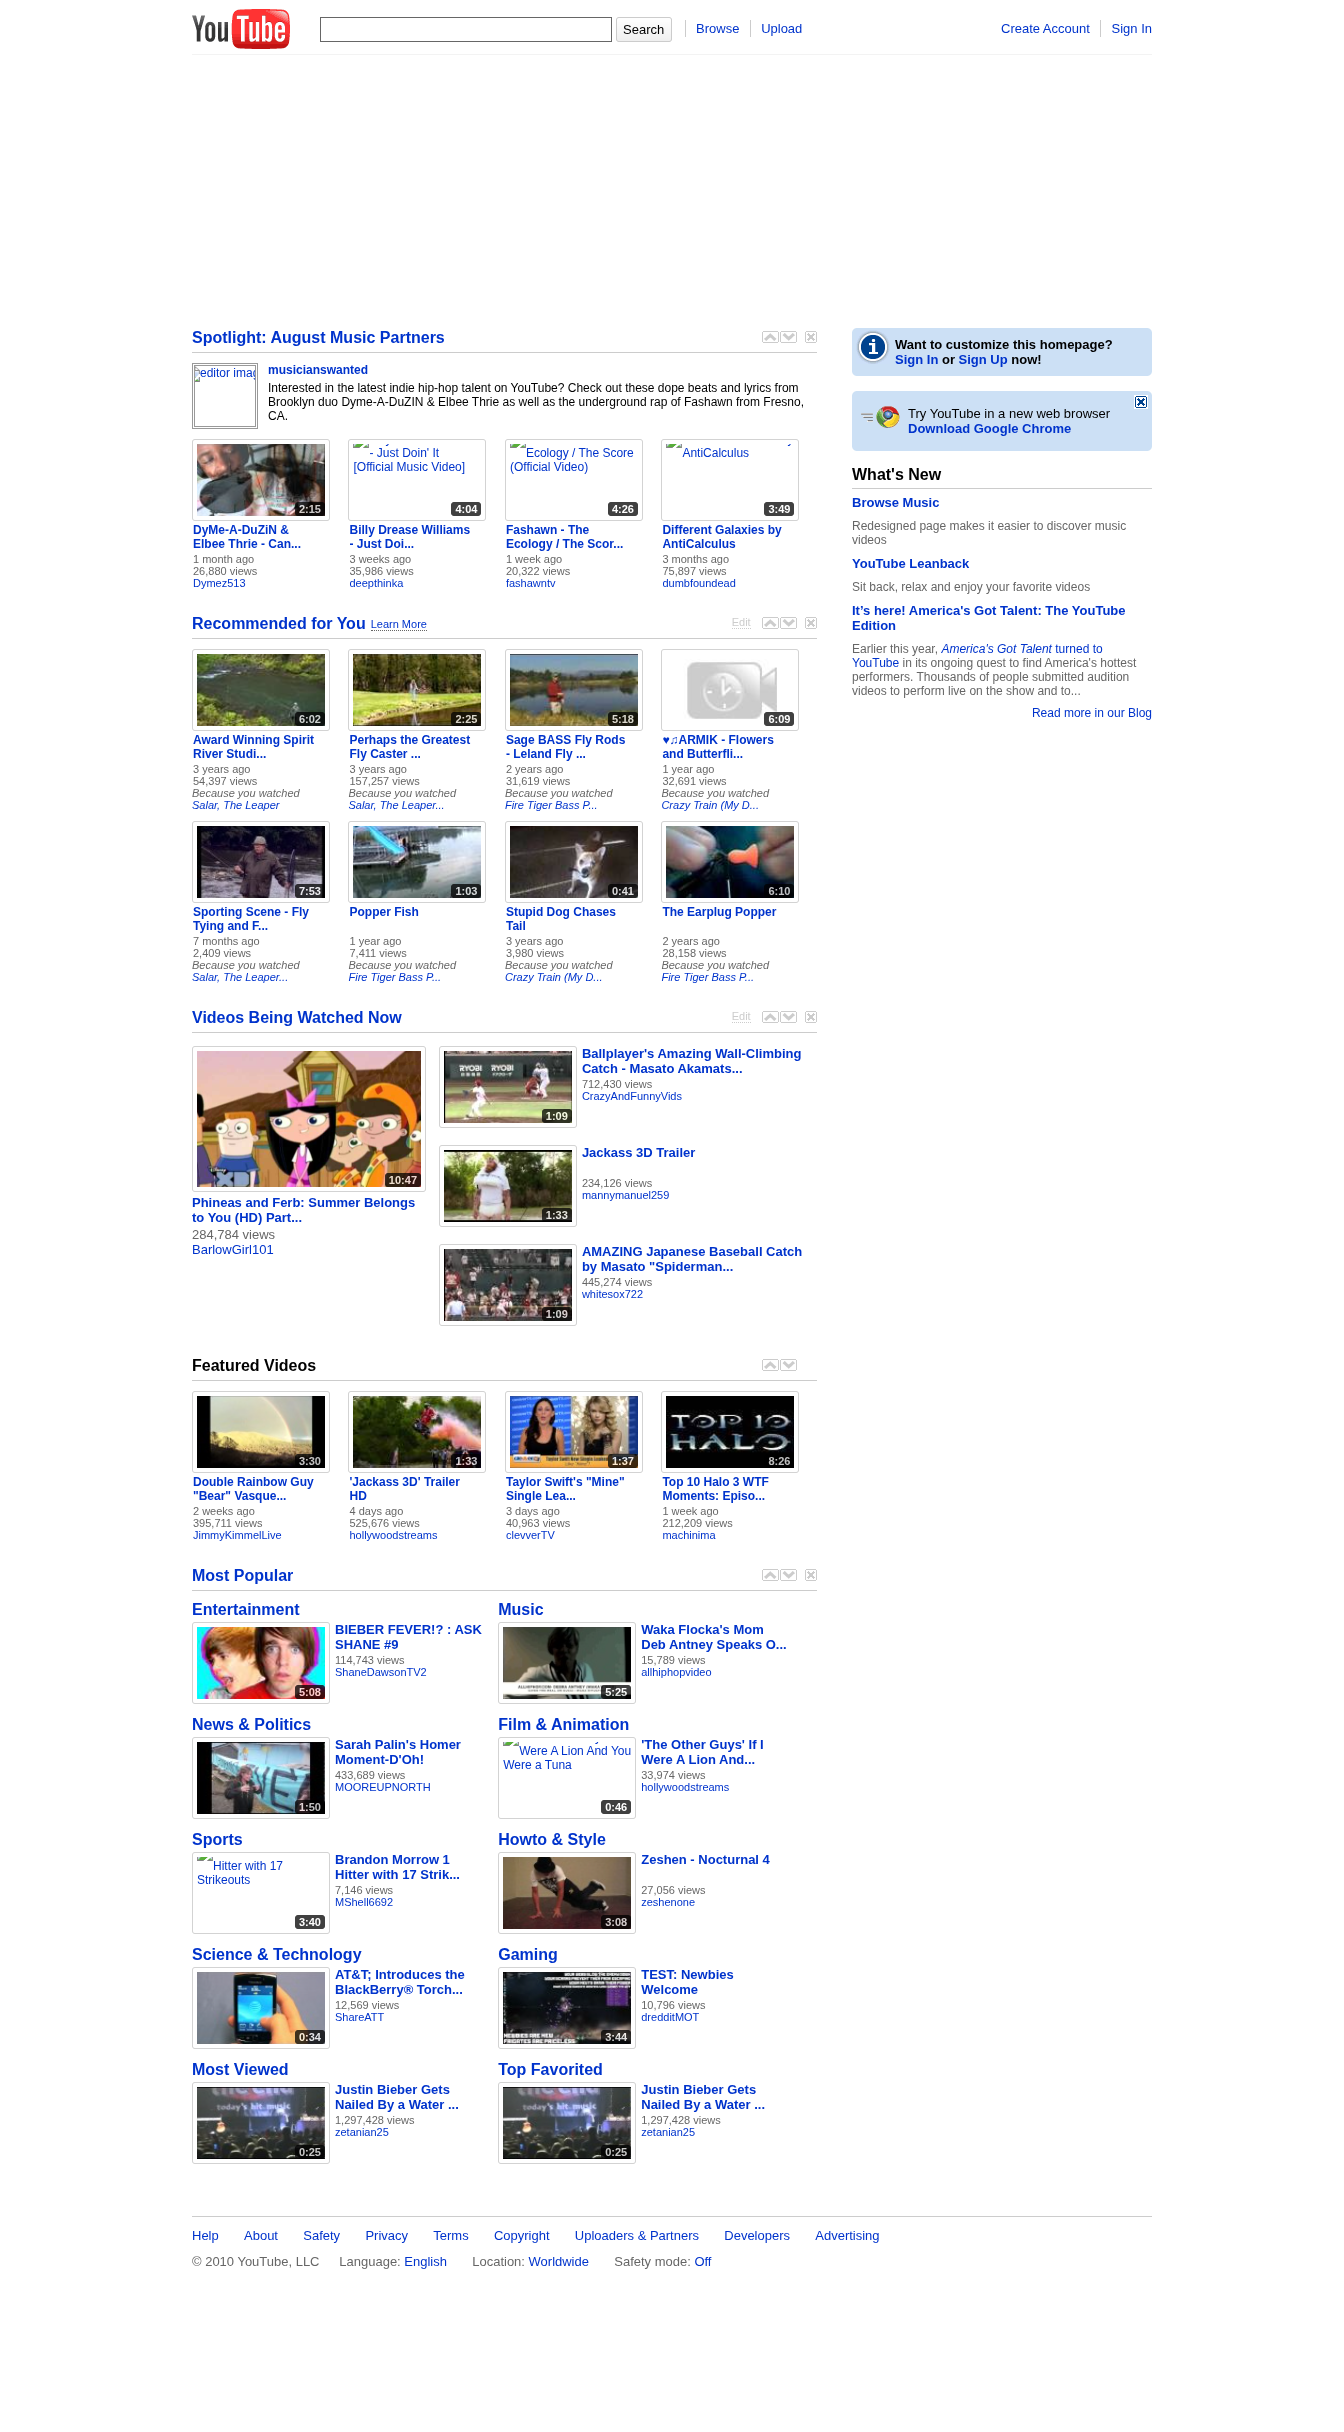 YouTube
Search
Browse
Upload
Create Account
Sign In
Spotlight: August Music Partners
editor imag
musicianswanted
Interested in the latest indie hip-hop talent on YouTube? Check out these dope beats and lyrics from
Brooklyn duo Dyme-A-DuZIN & Elbee Thrie as well as the underground rap of Fashawn from Fresno,
CA.
2:15
DyMe-A-DuZiN &
Elbee Thrie - Can...
1 month ago
26,880 views
Dymez513
- Just Doin' It
[Official Music Video]
4:04
Billy Drease Williams
- Just Doi...
3 weeks ago
35,986 views
deepthinka
Ecology / The Score
(Official Video)
4:26
Fashawn - The
Ecology / The Scor...
1 week ago
20,322 views
fashawntv
AntiCalculus
3:49
Different Galaxies by
AntiCalculus
3 months ago
75,897 views
dumbfoundead
Recommended for You Learn More
Edit
6:02
Award Winning Spirit
River Studi...
3 years ago
54,397 views
Because you watched
Salar, The Leaper
2:25
Perhaps the Greatest
Fly Caster ...
3 years ago
157,257 views
Because you watched
Salar, The Leaper...
5:18
Sage BASS Fly Rods
- Leland Fly ...
2 years ago
31,619 views
Because you watched
Fire Tiger Bass P...
6:09
♥♫ARMIK - Flowers
and Butterfli...
1 year ago
32,691 views
Because you watched
Crazy Train (My D...
7:53
Sporting Scene - Fly
Tying and F...
7 months ago
2,409 views
Because you watched
Salar, The Leaper...
1:03
Popper Fish
1 year ago
7,411 views
Because you watched
Fire Tiger Bass P...
0:41
Stupid Dog Chases
Tail
3 years ago
3,980 views
Because you watched
Crazy Train (My D...
6:10
The Earplug Popper
2 years ago
28,158 views
Because you watched
Fire Tiger Bass P...
Videos Being Watched Now
Edit
Disney
XD
10:47
Phineas and Ferb: Summer Belongs
to You (HD) Part...
284,784 views
BarlowGirl101
RYOBI RYOBI
1:09
Ballplayer's Amazing Wall-Climbing
Catch - Masato Akamats...
712,430 views
CrazyAndFunnyVids
1:33
Jackass 3D Trailer
234,126 views
mannymanuel259
1:09
AMAZING Japanese Baseball Catch
by Masato "Spiderman...
445,274 views
whitesox722
Featured Videos
3:30
Double Rainbow Guy
"Bear" Vasque...
2 weeks ago
395,711 views
JimmyKimmelLive
1:33
'Jackass 3D' Trailer
HD
4 days ago
525,676 views
hollywoodstreams
1:37
Taylor Swift's "Mine"
Single Lea...
3 days ago
40,963 views
clevverTV
TOP 10
HALO
8:26
Top 10 Halo 3 WTF
Moments: Episo...
1 week ago
212,209 views
machinima
Most Popular
Entertainment
5:08
BIEBER FEVER!? : ASK
SHANE #9
114,743 views
ShaneDawsonTV2
Music
5:25
Waka Flocka's Mom
Deb Antney Speaks O...
15,789 views
allhiphopvideo
News & Politics
1:50
Sarah Palin's Homer
Moment-D'Oh!
433,689 views
MOOREUPNORTH
Film & Animation
Were A Lion And You
Were a Tuna
0:46
'The Other Guys' If I
Were A Lion And...
33,974 views
hollywoodstreams
Sports
Hitter with 17
Strikeouts
3:40
Brandon Morrow 1
Hitter with 17 Strik...
7,146 views
MShell6692
Howto & Style
3:08
Zeshen - Nocturnal 4
27,056 views
zeshenone
Science & Technology
0:34
AT&T; Introduces the
BlackBerry® Torch...
12,569 views
ShareATT
Gaming
NEWBIES ARE NEW
FRIGATES ARE PRICELESS
3:44
TEST: Newbies
Welcome
10,796 views
dredditMOT
Most Viewed
today's hit music
0:25
Justin Bieber Gets
Nailed By a Water ...
1,297,428 views
zetanian25
Top Favorited
today's hit music
0:25
Justin Bieber Gets
Nailed By a Water ...
1,297,428 views
zetanian25
Want to customize this homepage?
Sign In or Sign Up now!
Try YouTube in a new web browser
Download Google Chrome
What's New
Browse Music
Redesigned page makes it easier to discover music
videos
YouTube Leanback
Sit back, relax and enjoy your favorite videos
It’s here! America's Got Talent: The YouTube
Edition
Earlier this year, America's Got Talent turned to
YouTube in its ongoing quest to find America's hottest
performers. Thousands of people submitted audition
videos to perform live on the show and to...
Read more in our Blog
Help
About
Safety
Privacy
Terms
Copyright
Uploaders & Partners
Developers
Advertising
© 2010 YouTube, LLC
Language: English
Location: Worldwide
Safety mode: Off